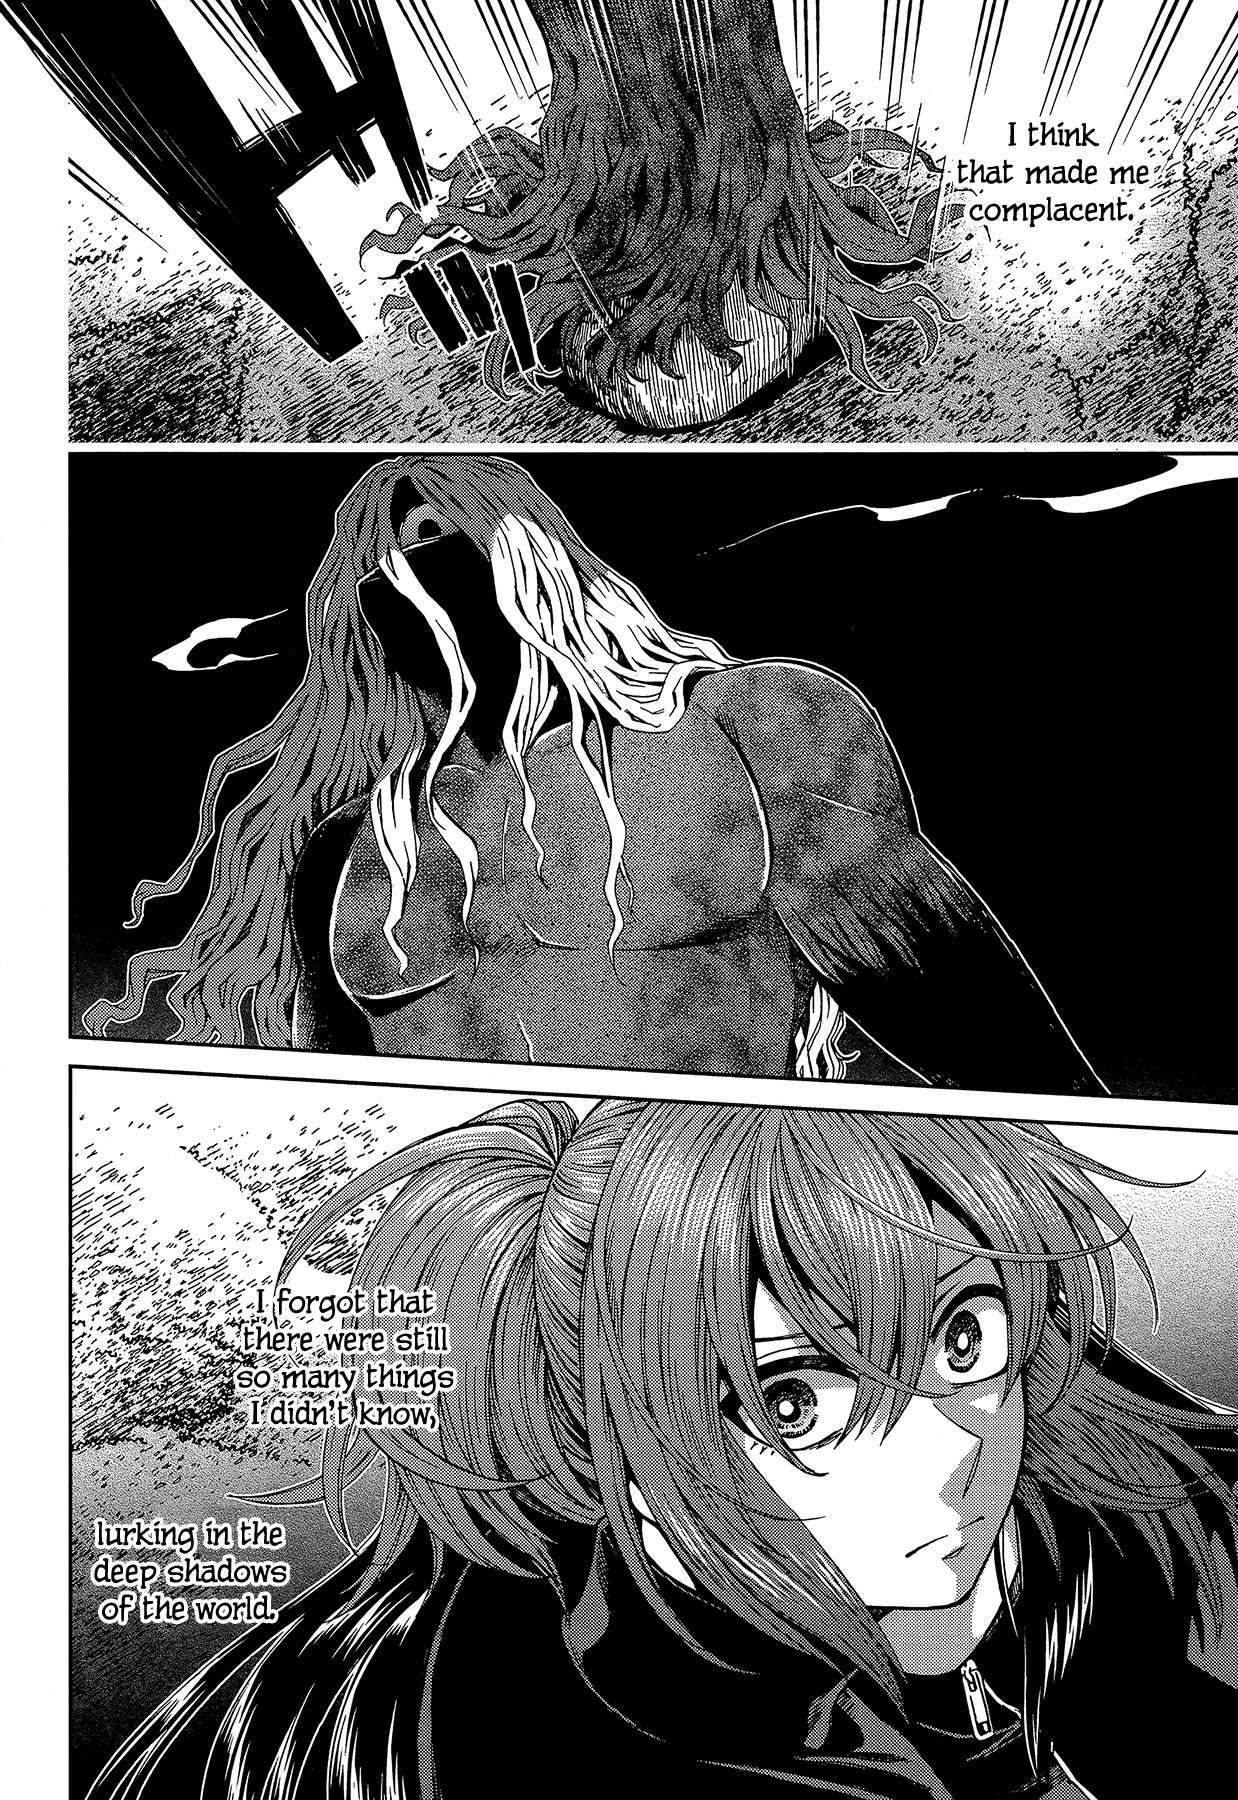 I think
that made me
complacent.
I forgot that
there were still
so many things
I didn't know,
lurking in the
deep shadows
of the world.